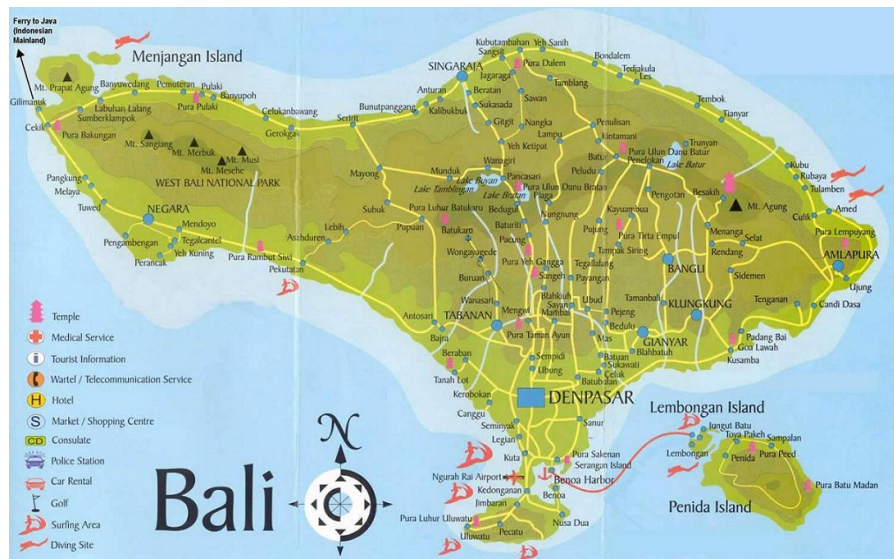 Ferry to Java
(Indonesian
Mainland)
Menjangan Island
Mt. Prapat Agung
Gilimanuk
Banyuwedang
Pemuteran
Pulaki
Labuhan Lalang
Sumberklampok
Banyupoh
Pura Pulaki
Cekik
Pura Bakungan
Celukanbawang
Gerokgak
Seririt
Bunutpanggang
Anturan
Kalibukbuk
SINGARAJA
Kubutambahan
Yeh Sanih
Sangsit
Pura Dalem
Jagaraga
Bondalem
Tedjakula
Les
Tembok
Tianyar
Beratan
Sukasada
Sawan
Tamblang
Gitgit
Nangka
Lampu
Penulisan
Kintamani
Yeh Ketipat
Mt. Sangiang
Mt. Merbuk
Mt. Musi
Mt. Mesehe
WEST BALI NATIONAL PARK
Mayong
Munduk
Wanagiri
Lake Buyan
Pancasari
Lake Tamblingan
Lake Bratan
Pura Ulun Danu Bratan
Batur
Peludu
Pura Ulun Danu Batur
Penelokan
Lake Batur
Trunyan
Kubu
Rubaya
Tulamben
Pangkung
Melaya
Tuwed
NEGARA
Mendoyo
Tegalcantel
Pengambengan
Yeh Kuning
Perancak
Pura Rambut Siwi
Pekutatan
Asahduren
Lebih
Subuk
Pupuan
Pura Luhur Batukaru
Batukaru
Bedugul
Plaga
Baturiti
Nungnung
Pacung
Wongayagede
Pura Yeh Gangga
Sangeh
Buruan
Kayuambua
Pengotan
Besakih
Mt. Agung
Culik
Amed
Pura Lempuyang
Pujung
Pura Tirta Empul
Tampak Siring
Tegallalang
Payangan
Menanga
Rendang
Selat
BANGLI
AMLAPURA
Ujung
Sidemen
Candi Dasa
Tenganan
Wanasari
Blahkiuh
Sayan
Ubud
Tamanbali
KLUNGKUNG
Antosari
TABANAN
Mengwi
Mambal
Pejeng
Bedulu
Pura Taman Ayun
Mas
GIANYAR
Padang Bai
Goa Lawah
Kusamba
Bajra
Beraban
Tanah Lot
Sempidi
Ubung
Batuan
Blahbatuh
Sukawati
Celuk
Batubulan
Kerobokan
DENPASAR
Canggu
Seminyak
Legian
Kuta
Sanur
Pura Sakenan
Serangan Island
Ngurah Rai Airport
Benoa Harbor
Kedonganan
Jimbaran
Benoa
Pura Luhur Uluwatu
Uluwatu
Pecatu
Nusa Dua
Lembongan Island
Jungut Batu
Toya Pakeh
Sampalan
Lembongan
Penida
Pura Peed
Pura Batu Madan
Penida Island
Temple
Medical Service
i
Tourist Information
Wartel / Telecommunication Service
H
Hotel
S
Market / Shopping Centre
CD
Consulate
Police Station
Car Rental
Golf
Surfing Area
Diving Site
Bali
N